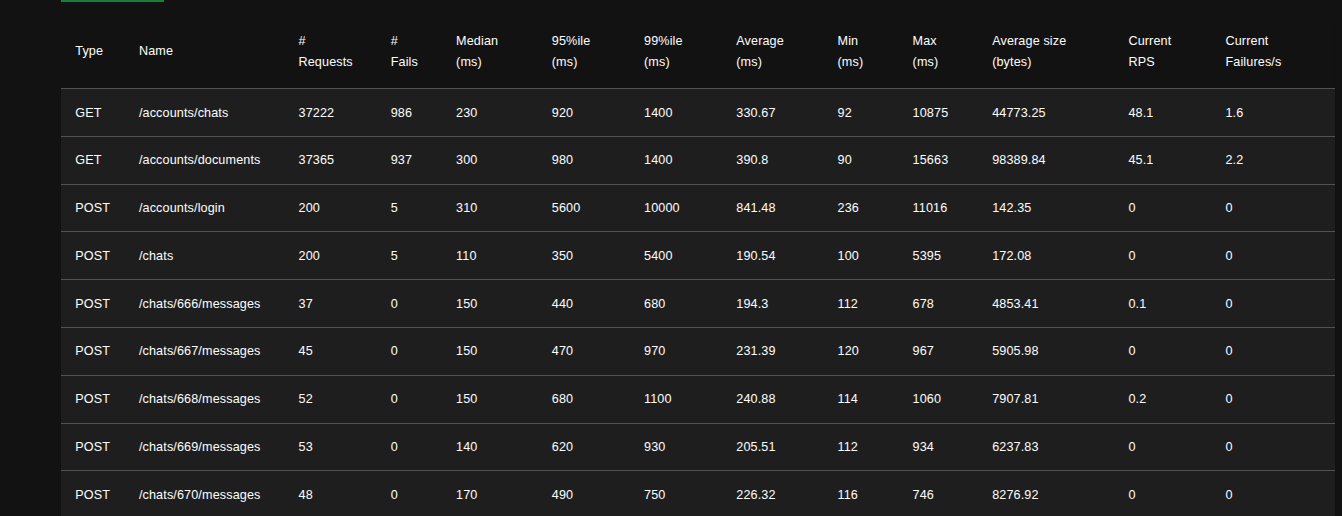 Type Name # Requests # Fails Median (ms) 95%ile (ms) 99%ile (ms) Average (ms) Min (ms) Max (ms) Average size (bytes) Current RPS Current Failures/s
GET /accounts/chats 37222 986 230 920 1400 330.67 92 10875 44773.25 48.1 1.6
GET /accounts/documents 37365 937 300 980 1400 390.8 90 15663 98389.84 45.1 2.2
POST /accounts/login 200 5 310 5600 10000 841.48 236 11016 142.35 0 0
POST /chats 200 5 110 350 5400 190.54 100 5395 172.08 0 0
POST /chats/666/messages 37 0 150 440 680 194.3 112 678 4853.41 0.1 0
POST /chats/667/messages 45 0 150 470 970 231.39 120 967 5905.98 0 0
POST /chats/668/messages 52 0 150 680 1100 240.88 114 1060 7907.81 0.2 0
POST /chats/669/messages 53 0 140 620 930 205.51 112 934 6237.83 0 0
POST /chats/670/messages 48 0 170 490 750 226.32 116 746 8276.92 0 0